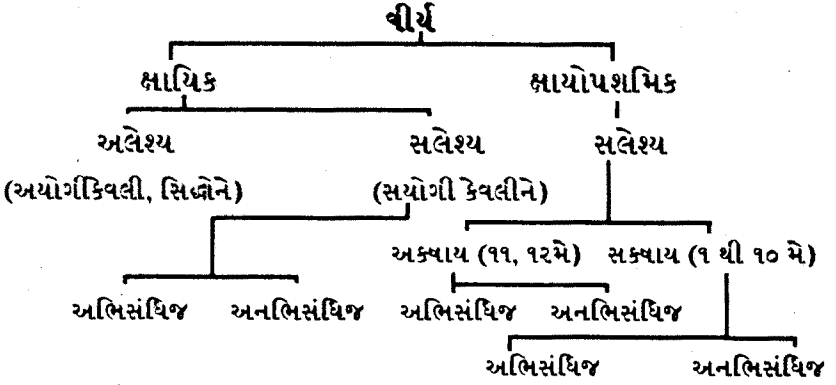 વીર્ય
ક્ષાયિક ક્ષાયોપશમિક
અલેશ્ય સલેશ્ય સલેશ્ય
(અયોગીકેવલી, સિદ્ધોને) (સયોગી કેવલીને)
અકષાય (૧૧, ૧૨મે) સકષાય (૧ થી ૧૦ મે)
અભિસંધિજ અનભિસંધિજ અભિસંધિજ અનભિસંધિજ
અભિસંધિજ અનભિસંધિજ